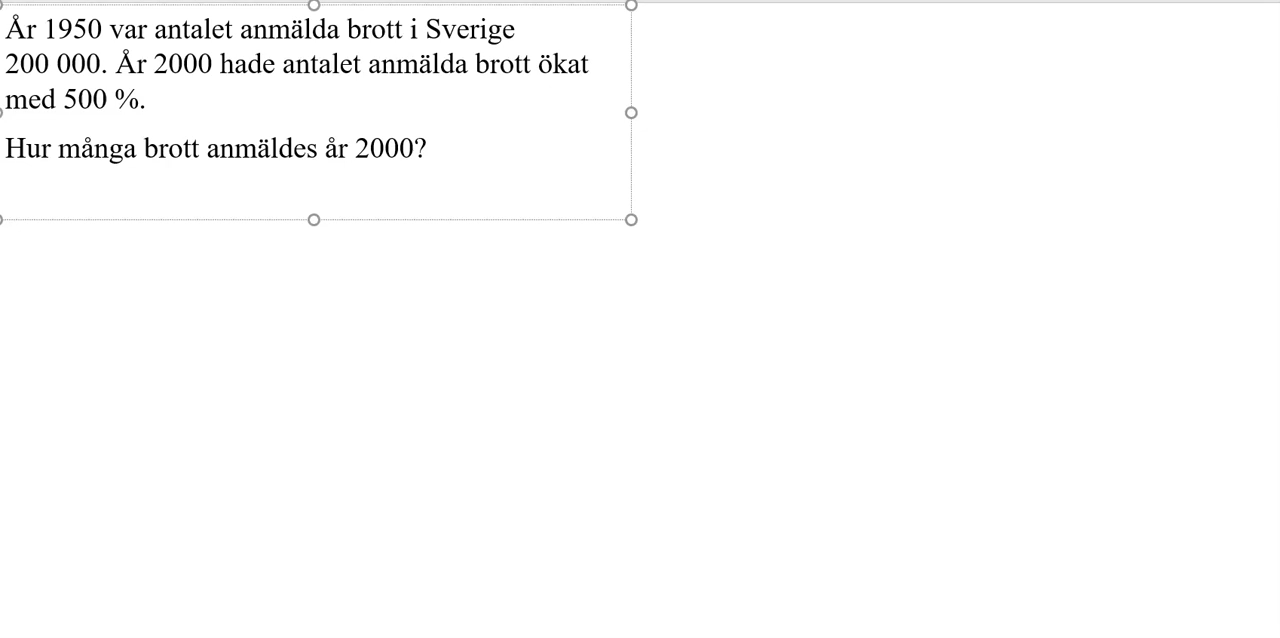 År 1950 var antalet anmälda brott i Sverige
200 000. År 2000 hade antalet anmälda brott ökat
med 500 %.
Hur många brott anmäldes år 2000?